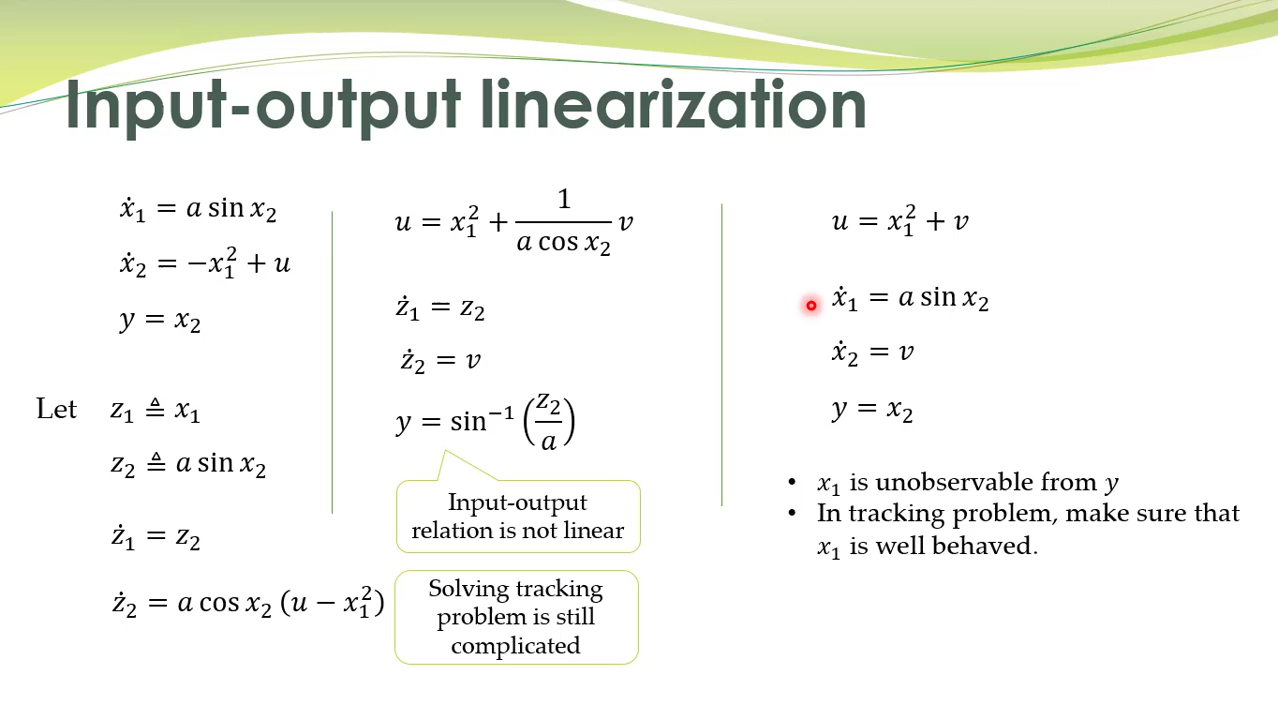 Input-output linearization
ẋ₁ = a sin x₂
ẋ₂ = −x₁² + u
y = x₂
Let z₁ ≜ x₁
z₂ ≜ a sin x₂
ż₁ = z₂
ż₂ = a cos x₂ (u − x₁²)
u = x₁² + \frac{1}{a cos x₂} v
ż₁ = z₂
ż₂ = v
y = sin⁻¹ (\frac{z₂}{a})
Input-output
relation is not linear
Solving tracking
problem is still
complicated
u = x₁² + v
ẋ₁ = a sin x₂
ẋ₂ = v
y = x₂
• x₁ is unobservable from y
• In tracking problem, make sure that
x₁ is well behaved.